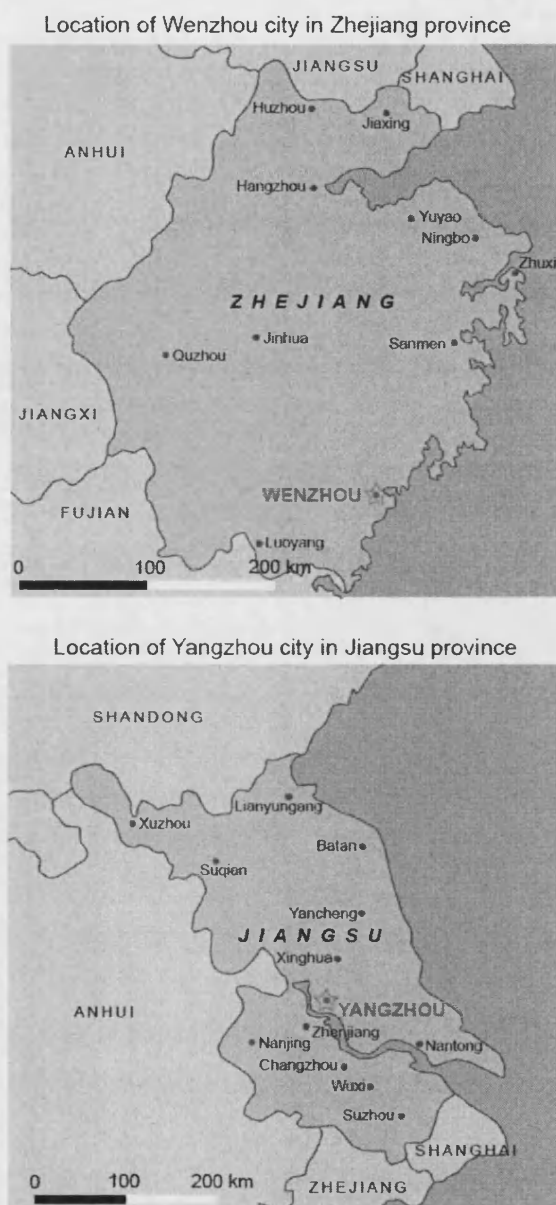 Location of Wenzhou city in Zhejiang province
JIANGSU
SHANGHAI
Huzhou
Jiaxing
ANHUI
Hangzhou
Yuyao
Ningbo
Zhuxi
ZHEJIANG
Jinhua
Sanmen
Quzhou
JIANGXI
WENZHOU
FUJIAN
Luoyang
0 100 200 km
Location of Yangzhou city in Jiangsu province
SHANDONG
Lianyungang
Xuzhou
Batan
Suqian
Yancheng
JIANGSU
Xinghua
ANHUI
YANGZHOU
Zhenjiang
Nanjing
Nantong
Changzhou
Wuxi
Suzhou
SHANGHAI
0 100 200 km
ZHEJIANG